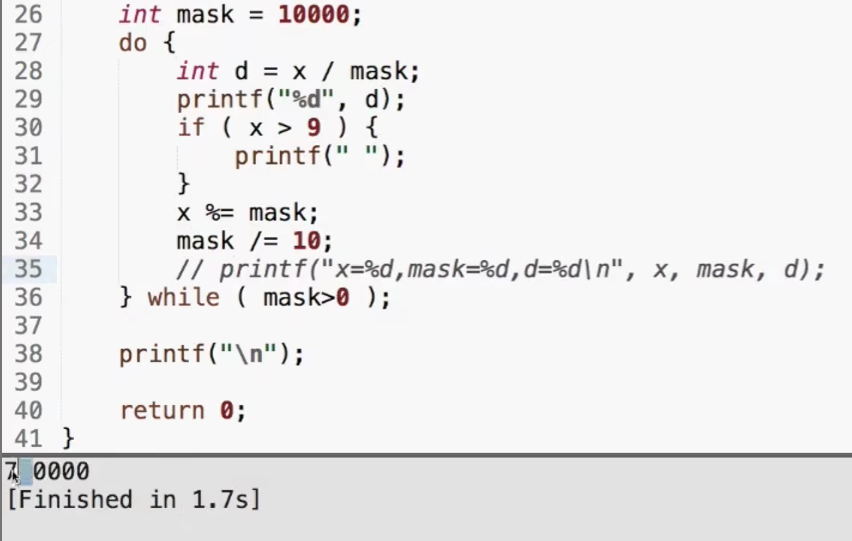 26 int mask = 10000;
27 do {
28 int d = x / mask;
29 printf("%d", d);
30 if ( x > 9 ) {
31 printf(" ");
32 }
33 x %= mask;
34 mask /= 10;
35 // printf("x=%d,mask=%d,d=%d\n", x, mask, d);
36 } while ( mask>0 );
37
38 printf("\n");
39
40 return 0;
41 }
7 0000
[Finished in 1.7s]